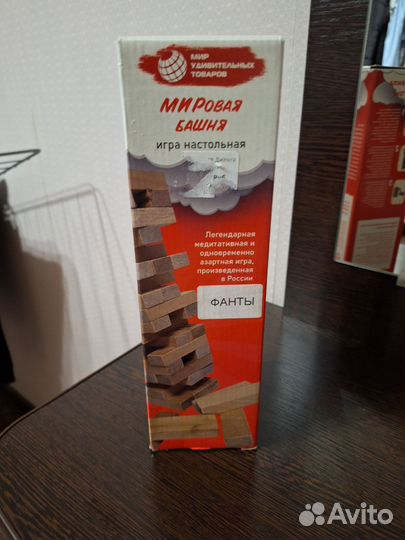 МИР
УДИВИТЕЛЬНЫХ
ТОВАРОВ
МИРовая
БАШНЯ
игра настольная
Легендарная
медитативная и
одновременно
азартная игра,
произведенная
в России
ФАНТЫ
Avito